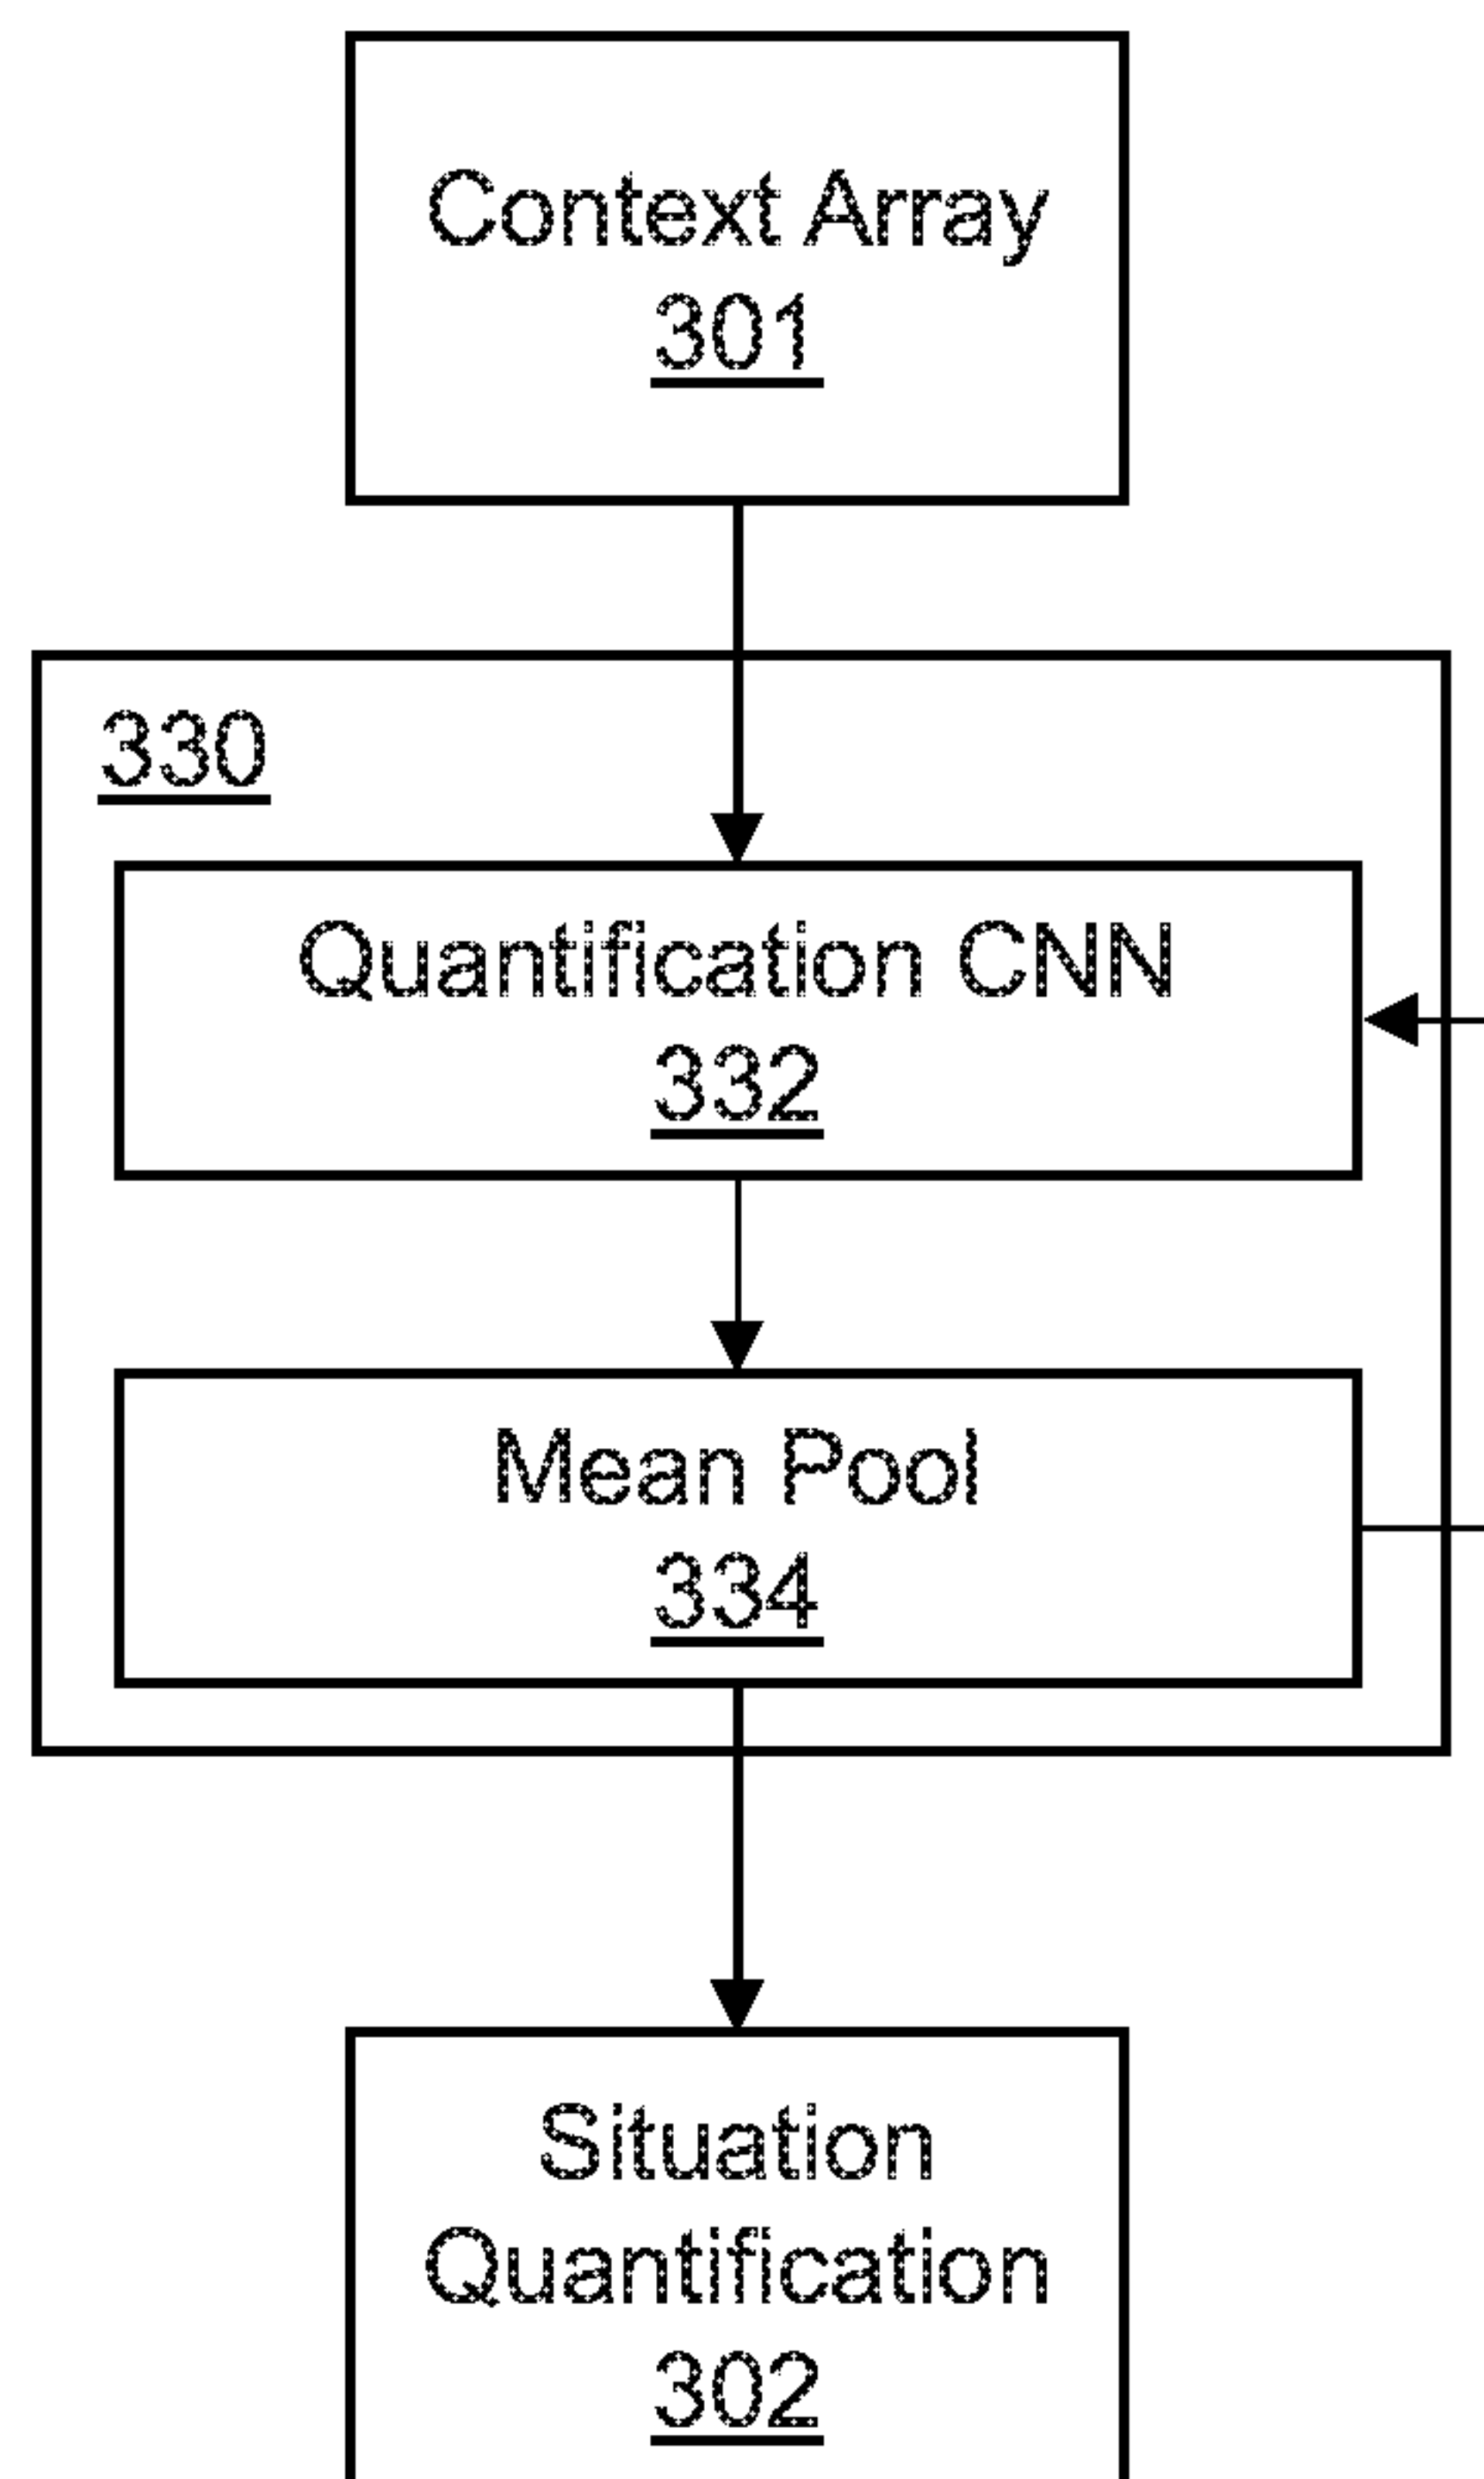 Context Array
301
330
Quantification CNN
332
Mean Pool
334
Situation
Quantification
302